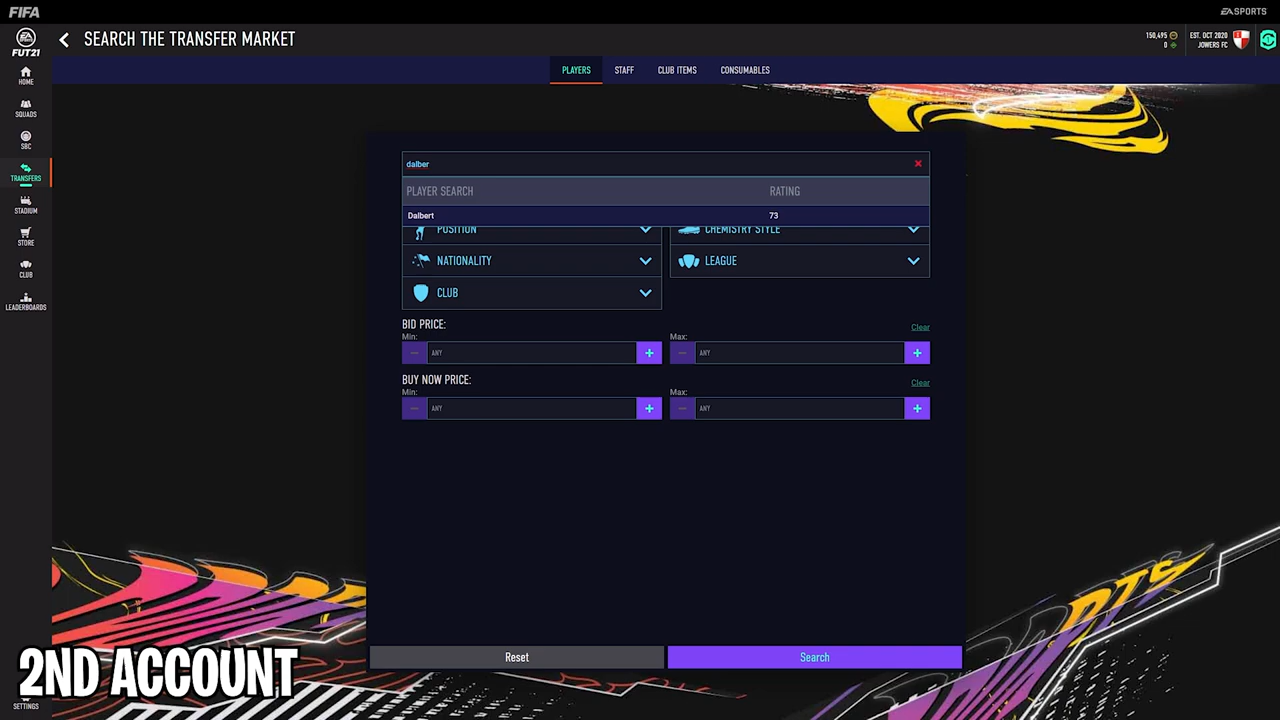 FIFA
EA SPORTS
FUT21
SEARCH THE TRANSFER MARKET
150,495
0
EST. OCT 2020
JOWERS FC
PLAYERS
STAFF
CLUB ITEMS
CONSUMABLES
HOME
SQUADS
SBC
TRANSFERS
STADIUM
STORE
CLUB
LEADERBOARDS
dalber
PLAYER SEARCH
RATING
Dalbert
73
POSITION
CHEMISTRY STYLE
NATIONALITY
LEAGUE
CLUB
BID PRICE:
Clear
Min:
Max:
ANY
ANY
BUY NOW PRICE:
Clear
Min:
Max:
ANY
ANY
Reset
Search
2ND ACCOUNT
SETTINGS